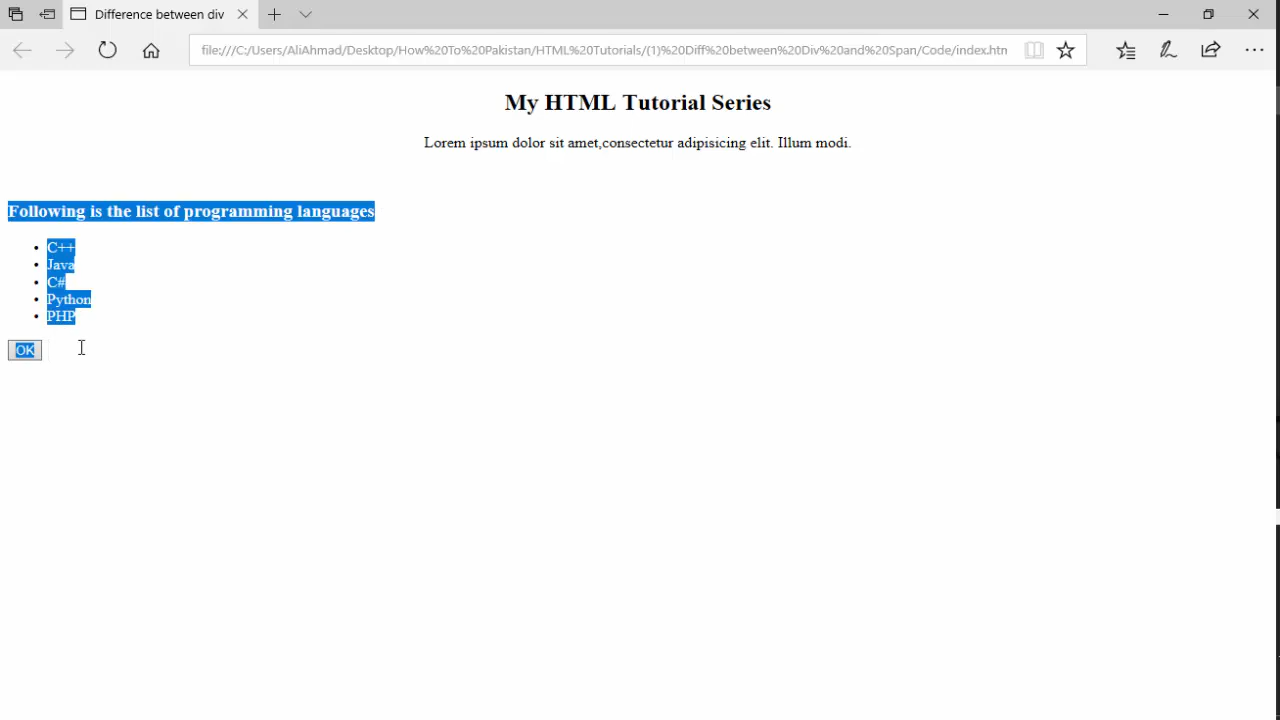 Difference between div
file:///C:/Users/AliAhmad/Desktop/How%20To%20Pakistan/HTML%20Tutorials/(1)%20Diff%20between%20Div%20and%20Span/Code/index.htn
My HTML Tutorial Series
Lorem ipsum dolor sit amet,consectetur adipisicing elit. Illum modi.
Following is the list of programming languages
• C++
• Java
• C#
• Python
• PHP
OK